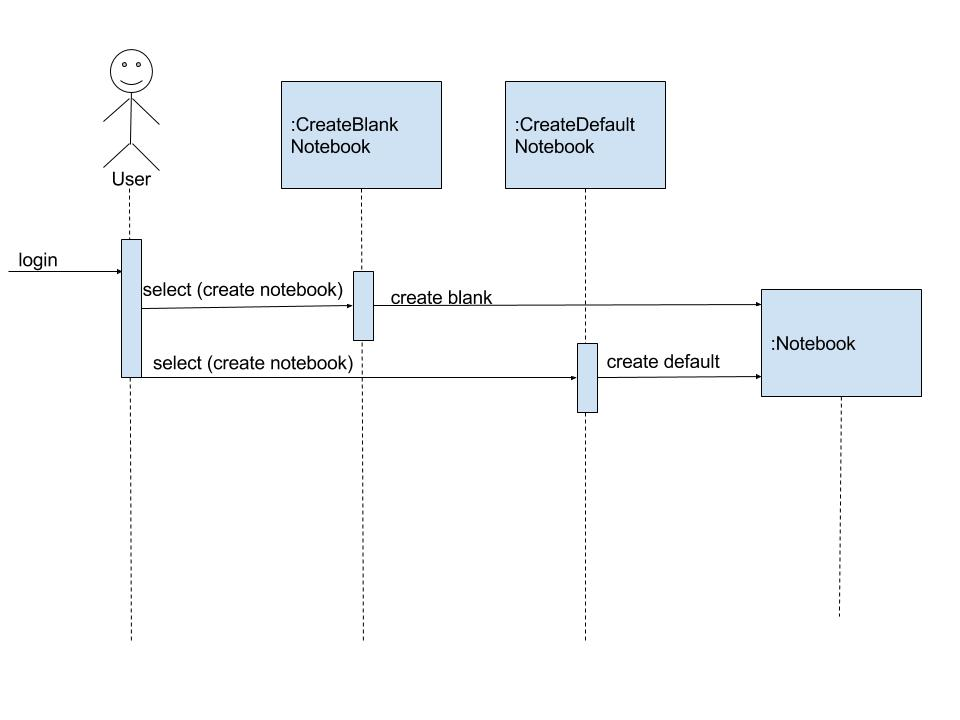 :CreateBlank
Notebook
:CreateDefault
Notebook
User
login
select (create notebook)
create blank
:Notebook
select (create notebook)
create default